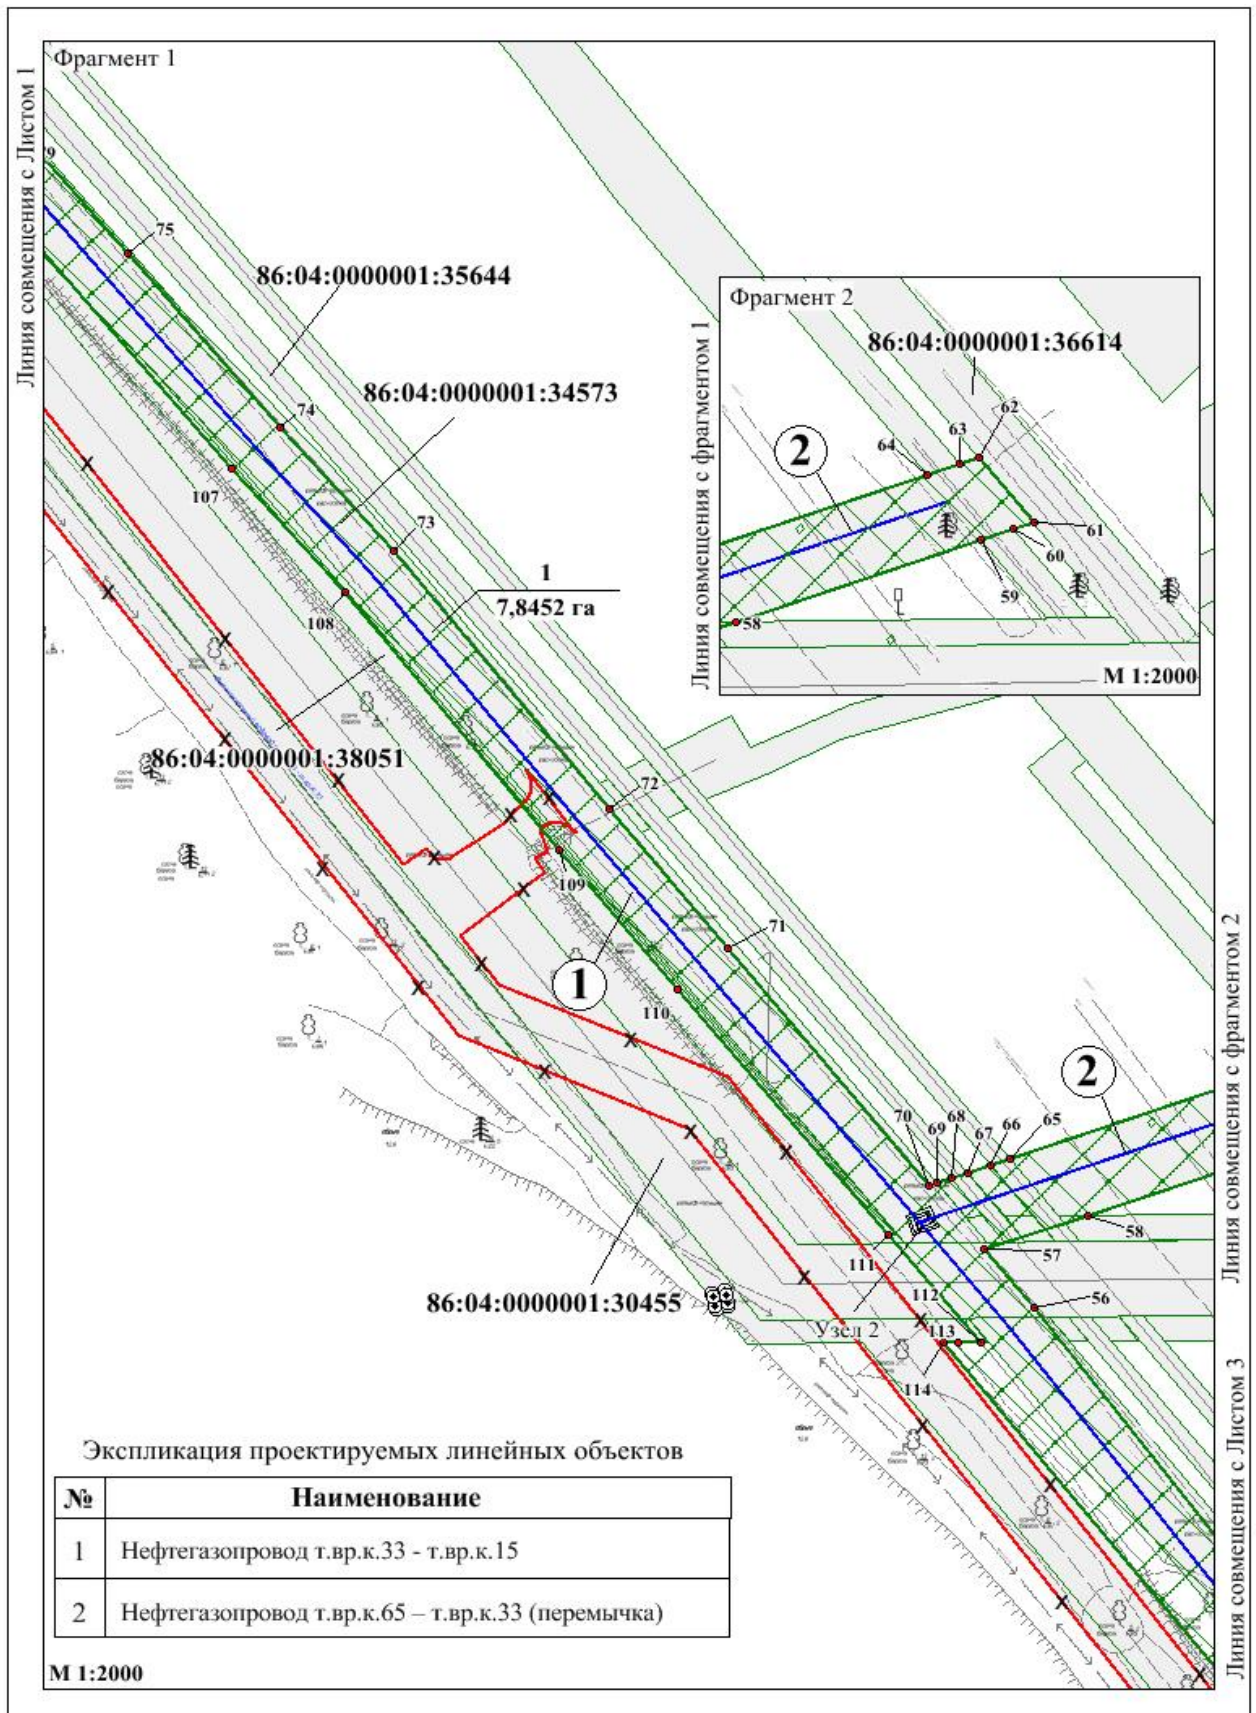 Фрагмент 1
Линия совмещения с Листом 1
79
75
86:04:0000001:35644
86:04:0000001:34573
74
107
73
108
1
7,8452 га
86:04:0000001:38051
72
109
71
1
110
Фрагмент 2
Линия совмещения с фрагментом 1
86:04:0000001:36614
2
64
63
62
61
60
59
58
М 1:2000
2
Линия совмещения с фрагментом 2
70
69
68
67
66
65
58
57
56
111
112
113
114
Узел 2
86:04:0000001:30455
Линия совмещения с Листом 3
Экспликация проектируемых линейных объектов
№ Наименование
1 Нефтегазопровод т.вр.к.33 - т.вр.к.15
2 Нефтегазопровод т.вр.к.65 – т.вр.к.33 (перемычка)
М 1:2000